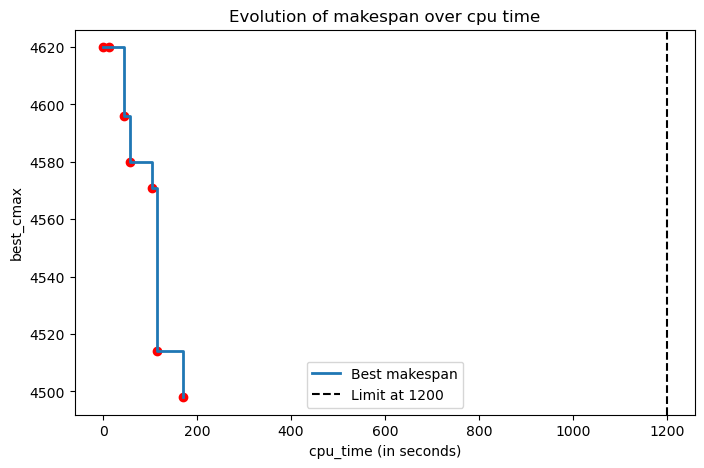 Evolution of makespan over cpu time
best_cmax
4620
4600
4580
4560
4540
4520
4500
Best makespan
Limit at 1200
0
200
400
600
800
1000
1200
cpu_time (in seconds)